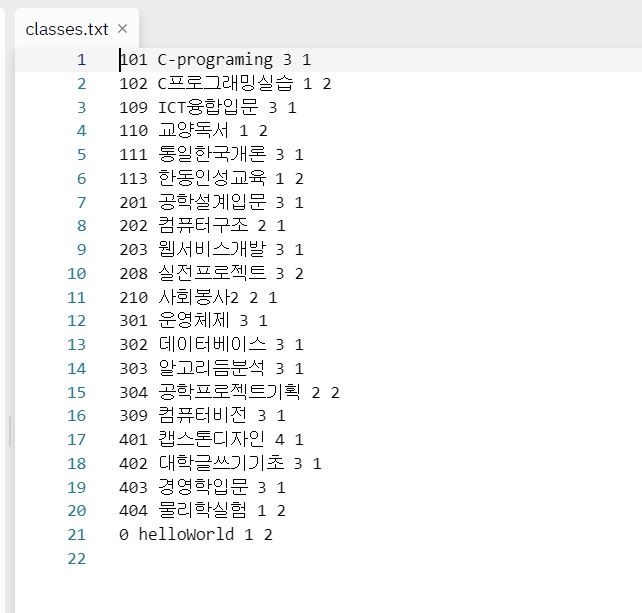 classes.txt ×
1 101 C-programing 3 1
2 102 C프로그래밍실습 1 2
3 109 ICT융합입문 3 1
4 110 교양독서 1 2
5 111 통일한국개론 3 1
6 113 한동인성교육 1 2
7 201 공학설계입문 3 1
8 202 컴퓨터구조 2 1
9 203 웹서비스개발 3 1
10 208 실전프로젝트 3 2
11 210 사회봉사2 2 1
12 301 운영체제 3 1
13 302 데이터베이스 3 1
14 303 알고리듬분석 3 1
15 304 공학프로젝트기획 2 2
16 309 컴퓨터비전 3 1
17 401 캡스톤디자인 4 1
18 402 대학글쓰기기초 3 1
19 403 경영학입문 3 1
20 404 물리학실험 1 2
21 0 helloWorld 1 2
22